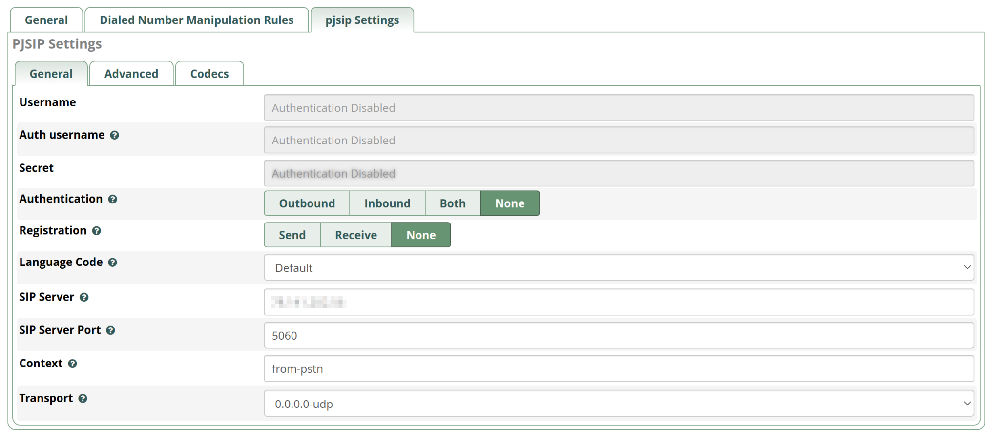 General Dialed Number Manipulation Rules pjsip Settings
PJSIP Settings
General Advanced Codecs
Username Authentication Disabled
Auth username Authentication Disabled
Secret Authentication Disabled
Authentication Outbound Inbound Both None
Registration Send Receive None
Language Code Default
SIP Server
SIP Server Port 5060
Context from-pstn
Transport 0.0.0.0-udp